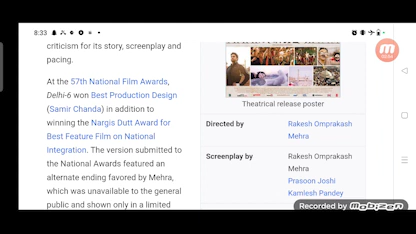 8:33
criticism for its story, screenplay and
pacing.
At the 57th National Film Awards,
Delhi-6 won Best Production Design
(Samir Chanda) in addition to
winning the Nargis Dutt Award for
Best Feature Film on National
Integration. The version submitted to
the National Awards featured an
alternate ending favored by Mehra,
which was unavailable to the general
public and shown only in a limited
Theatrical release poster
Directed by
Rakesh Omprakash
Mehra
Screenplay by
Rakesh Omprakash
Mehra
Prasoon Joshi
Kamlesh Pandey
Recorded by MOBIZEN